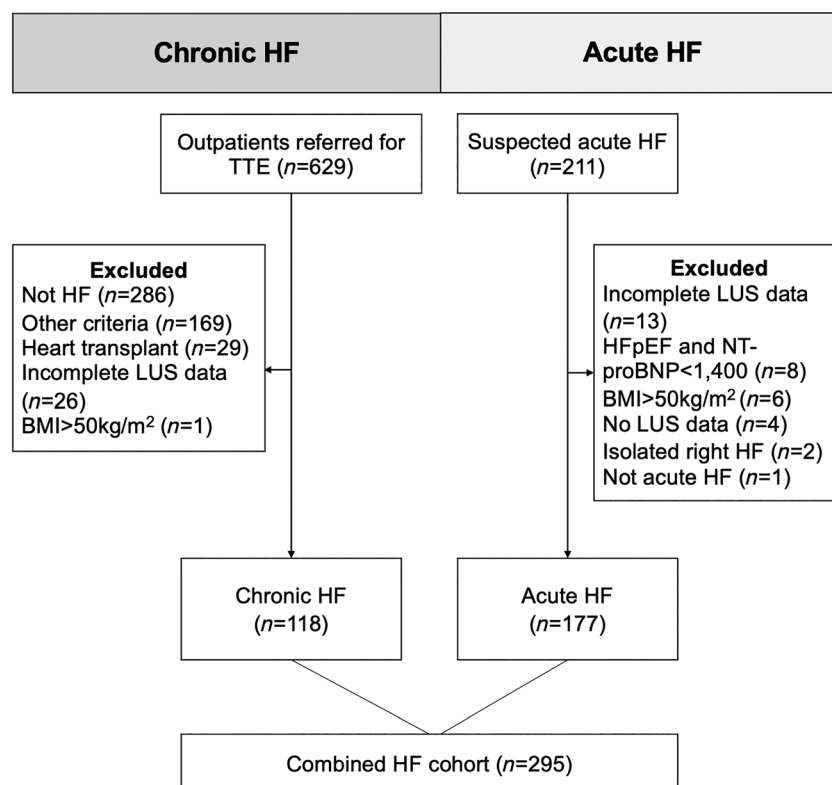 Chronic HF
Acute HF
Outpatients referred for
TTE (n=629)
Suspected acute HF
(n=211)
Excluded
Not HF (n=286)
Other criteria (n=169)
Heart transplant (n=29)
Incomplete LUS data
(n=26)
BMI>50kg/m² (n=1)
Excluded
Incomplete LUS data
(n=13)
HFpEF and NT-
proBNP<1,400 (n=8)
BMI>50kg/m² (n=6)
No LUS data (n=4)
Isolated right HF (n=2)
Not acute HF (n=1)
Chronic HF
(n=118)
Acute HF
(n=177)
Combined HF cohort (n=295)